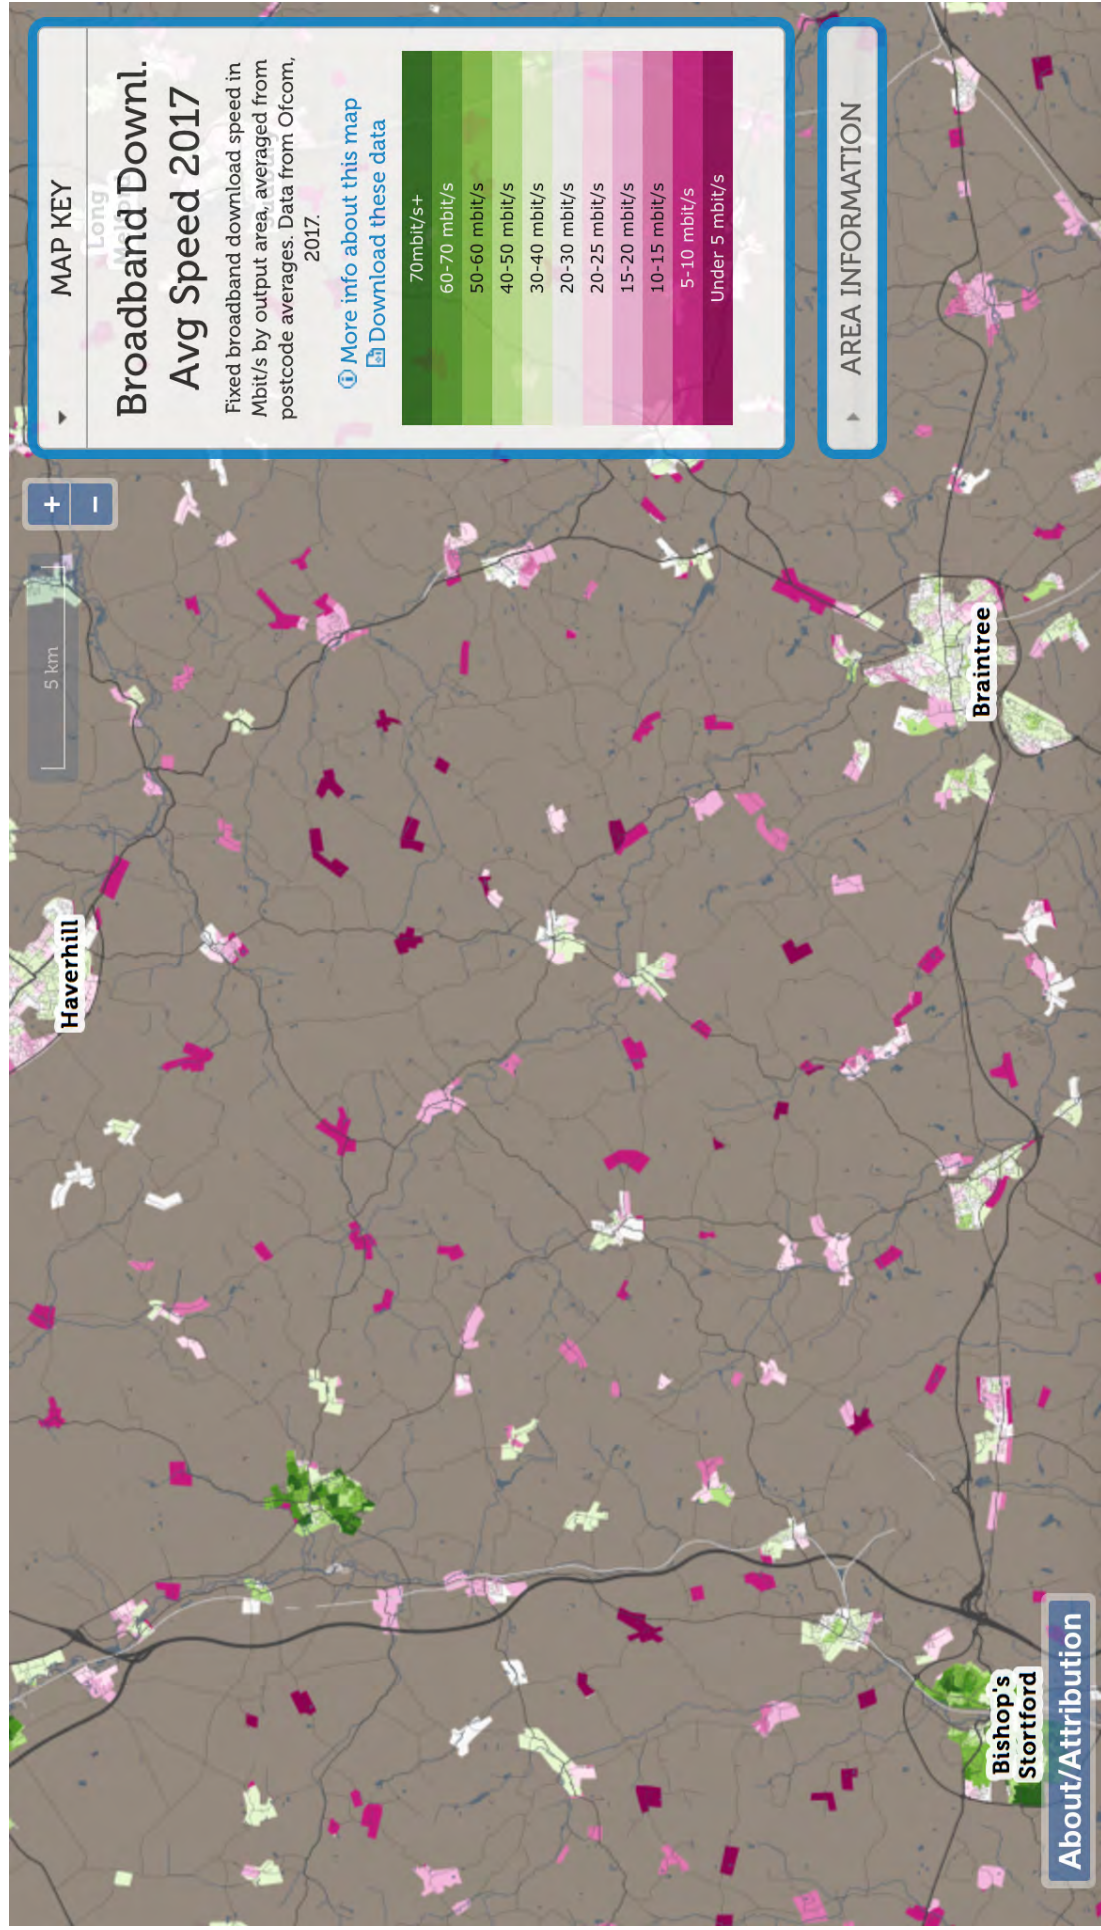 MAP KEY
Broadband Downl.
Avg Speed 2017
Fixed broadband download speed in
Mbit/s by output area, averaged from
postcode averages. Data from Ofcom,
2017.
More info about this map
Download these data
70mbit/s+
60-70 mbit/s
50-60 mbit/s
40-50 mbit/s
30-40 mbit/s
20-30 mbit/s
20-25 mbit/s
15-20 mbit/s
10-15 mbit/s
5-10 mbit/s
Under 5 mbit/s
AREA INFORMATION
+
−
5 km
Long
Haverhill
Braintree
Bishop's
Stortford
About/Attribution